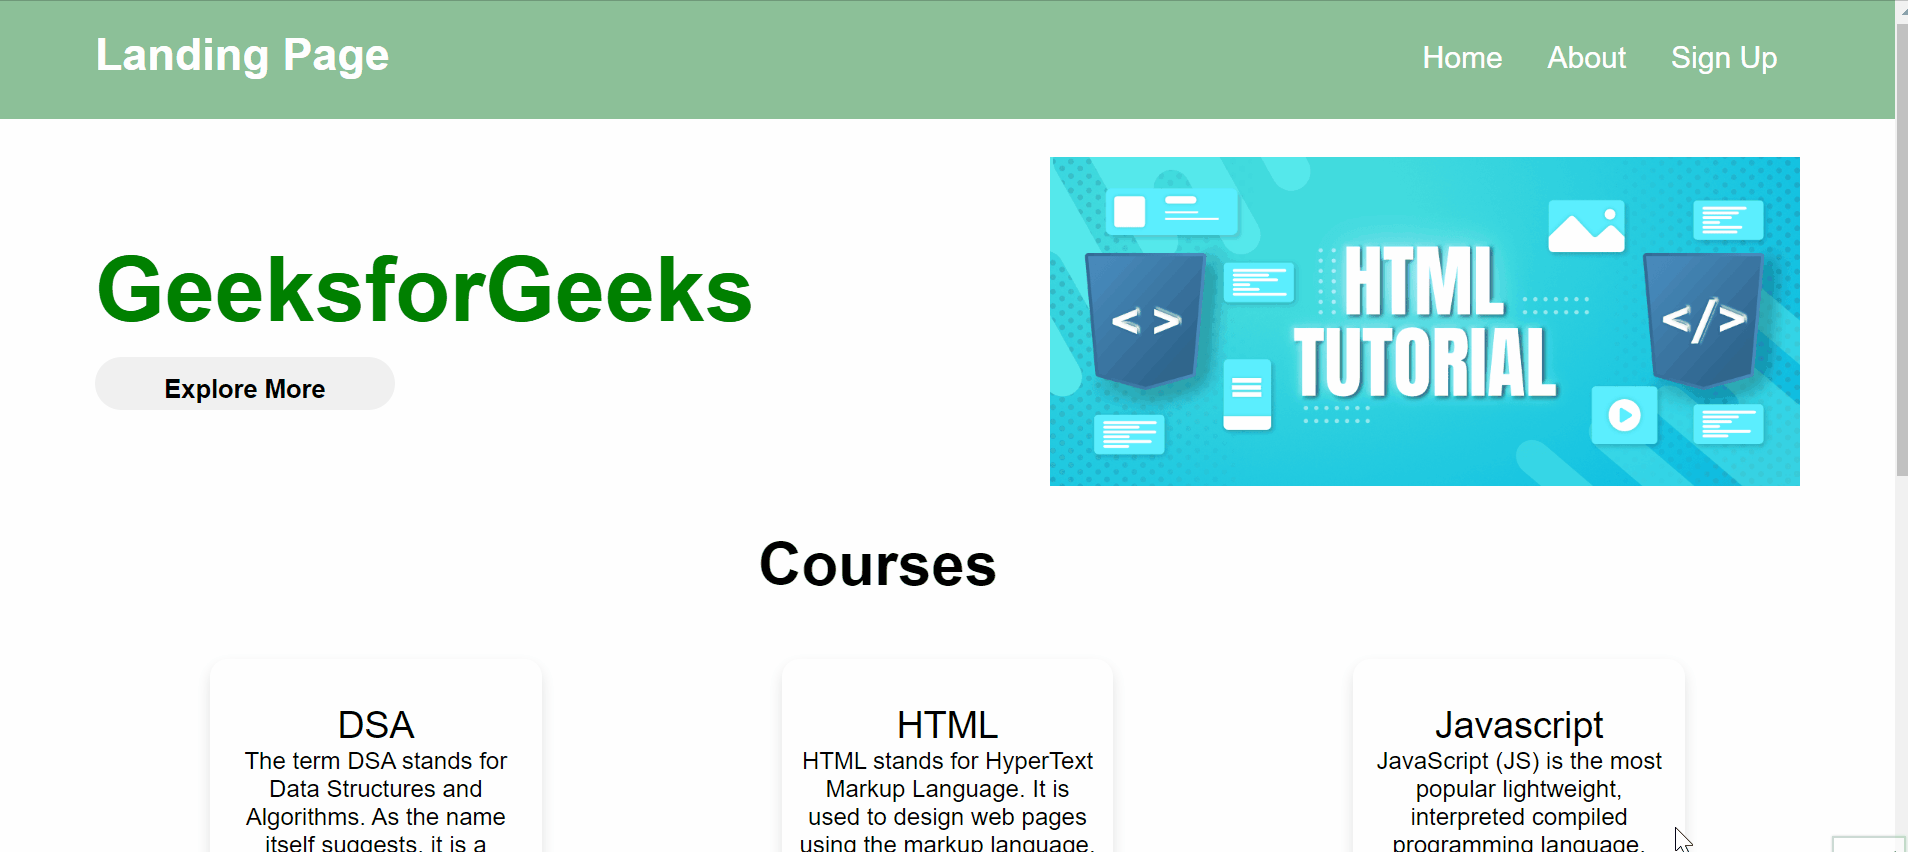 Landing Page
Home About Sign Up
GeeksforGeeks
Explore More
< >
HTML
TUTORIAL
</>
Courses
DSA
The term DSA stands for
Data Structures and
Algorithms. As the name
itself suggests, it is a
HTML
HTML stands for HyperText
Markup Language. It is
used to design web pages
using the markup language.
Javascript
JavaScript (JS) is the most
popular lightweight,
interpreted compiled
programming language.